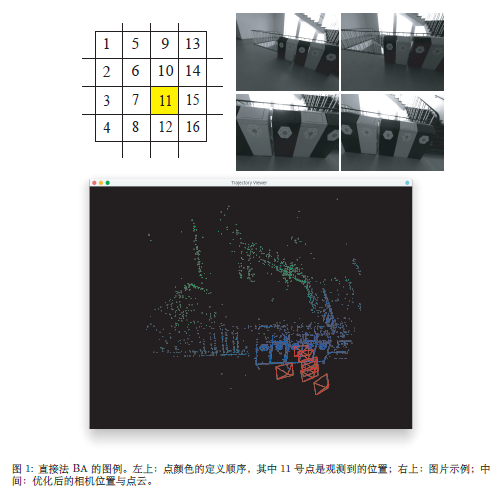 1 5 9 13
2 6 10 14
3 7 11 15
4 8 12 16
Trajectory Viewer
图 1: 直接法 BA 的图例。左上：点颜色的定义顺序，其中 11 号点是观测到的位置；右上：图片示例；中
间：优化后的相机位置与点云。